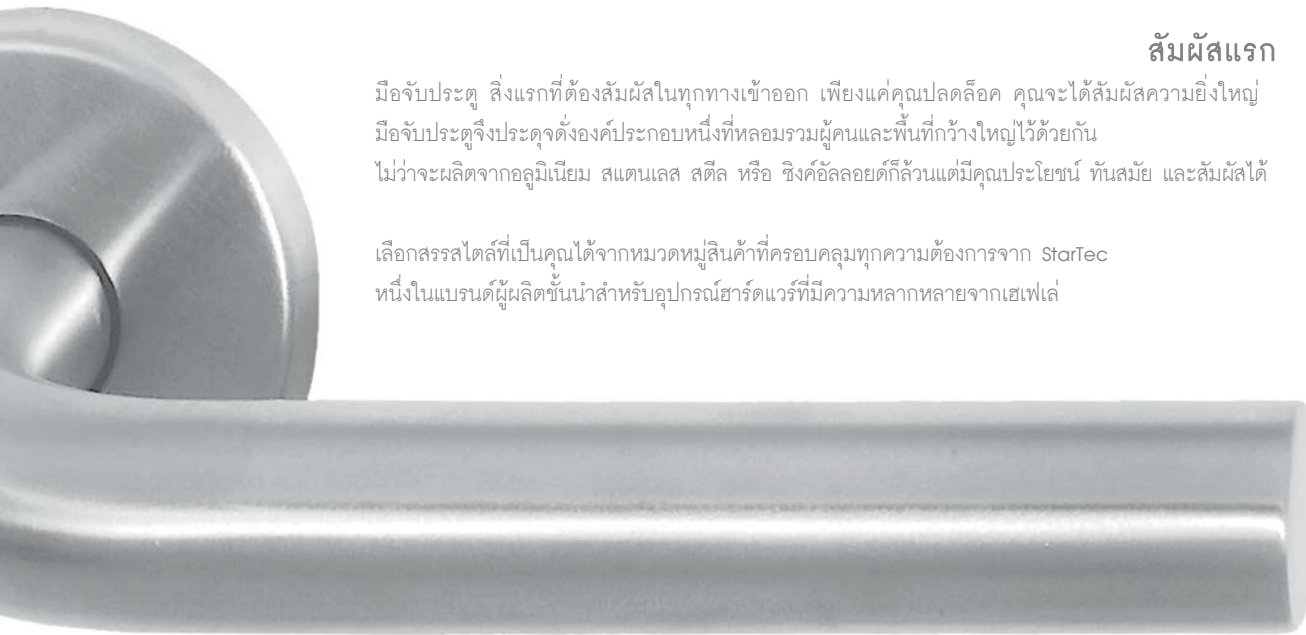 สัมผัสแรก
มือจับประตู สิ่งแรกที่ต้องสัมผัสในทุกทางเข้าออก เพียงแค่คุณปลดล็อค คุณจะได้สัมผัสความยิ่งใหญ่
มือจับประตูจึงประดุจดั่งองค์ประกอบหนึ่งที่หลอมรวมผู้คนและพื้นที่กว้างใหญ่ไว้ด้วยกัน
ไม่ว่าจะผลิตจากอลูมิเนียม สแตนเลส สตีล หรือ ซิงค์อัลลอยด์ก็ล้วนแต่มีคุณประโยชน์ ทันสมัย และสัมผัสได้
เลือกสรรสไตล์ที่เป็นคุณได้จากหมวดหมู่สินค้าที่ครอบคลุมทุกความต้องการจาก StarTec
หนึ่งในแบรนด์ผู้ผลิตชั้นนำสำหรับอุปกรณ์ฮาร์ดแวร์ที่มีความหลากหลายจากเฮเฟเล่